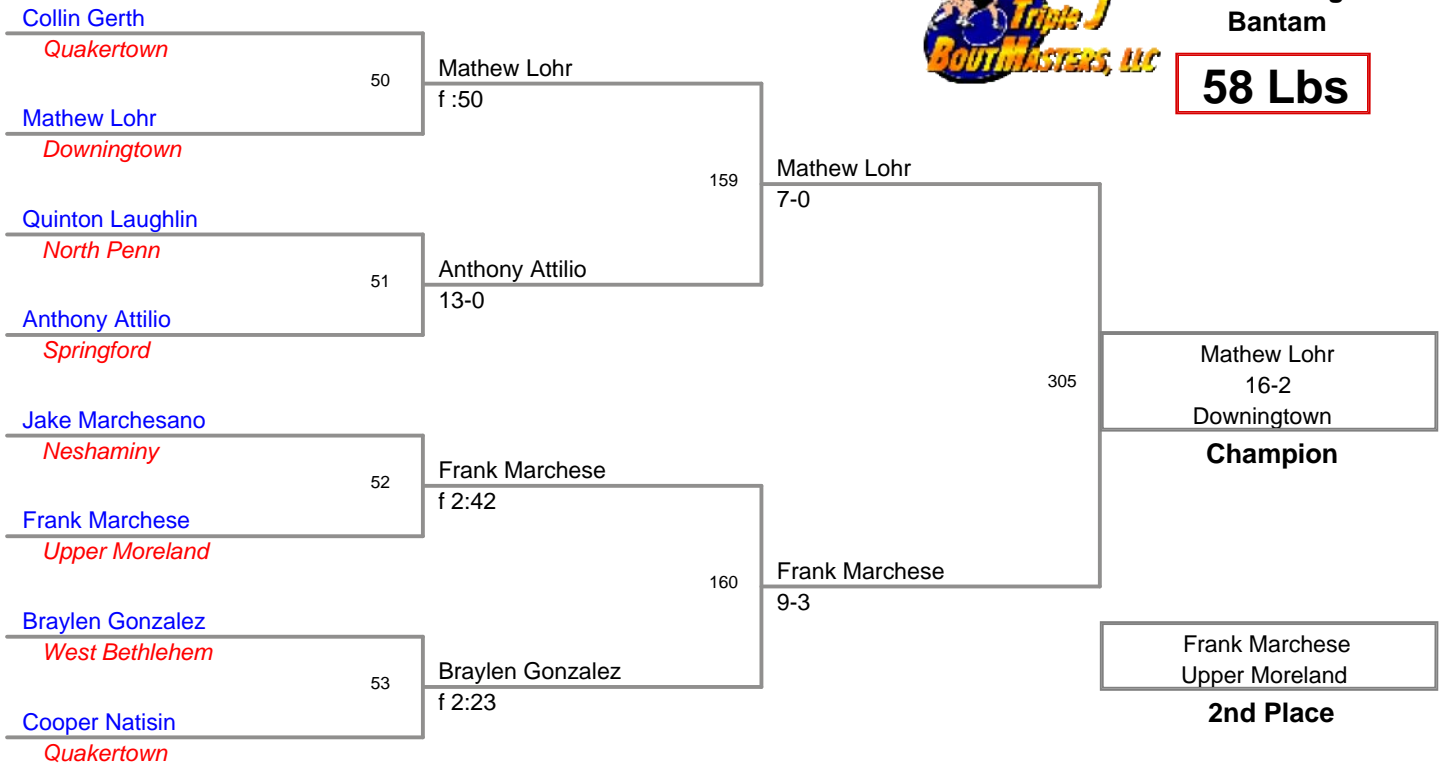 Collin Gerth
Quakertown
50
Mathew Lohr
f :50
Mathew Lohr
Downingtown
159
Mathew Lohr
7-0
Quinton Laughlin
North Penn
51
Anthony Attilio
13-0
Anthony Attilio
Springford
305
Mathew Lohr
16-2
Downingtown
Champion
Jake Marchesano
Neshaminy
52
Frank Marchese
f 2:42
Frank Marchese
Upper Moreland
160
Frank Marchese
9-3
Braylen Gonzalez
West Bethlehem
53
Braylen Gonzalez
f 2:23
Cooper Natisin
Quakertown
Frank Marchese
Upper Moreland
2nd Place
Triple J
BOUTMASTERS, LLC
Bantam
58 Lbs